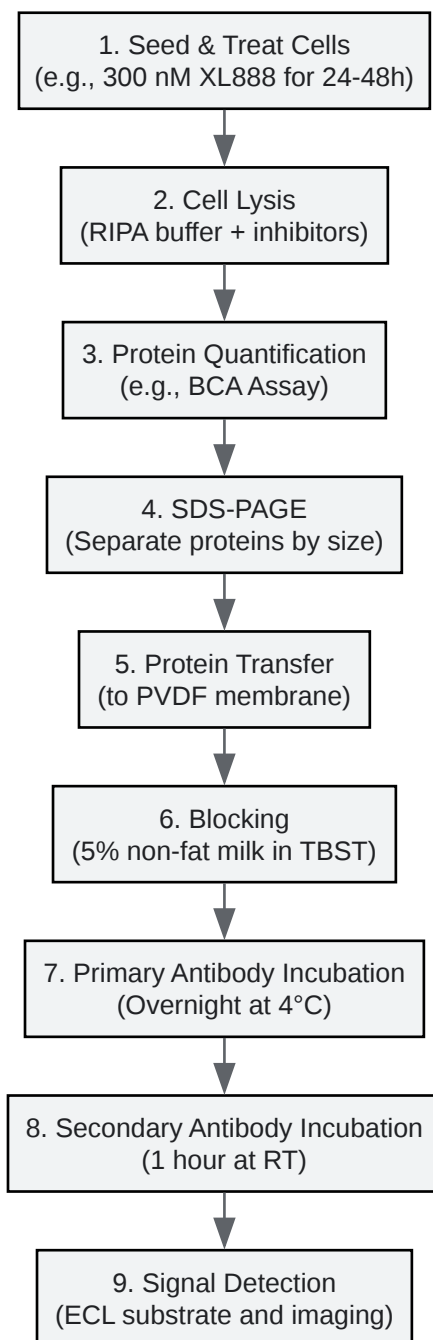 1. Seed & Treat Cells
(e.g., 300 nM XL888 for 24-48h)
2. Cell Lysis
(RIPA buffer + inhibitors)
3. Protein Quantification
(e.g., BCA Assay)
4. SDS-PAGE
(Separate proteins by size)
5. Protein Transfer
(to PVDF membrane)
6. Blocking
(5% non-fat milk in TBST)
7. Primary Antibody Incubation
(Overnight at 4°C)
8. Secondary Antibody Incubation
(1 hour at RT)
9. Signal Detection
(ECL substrate and imaging)